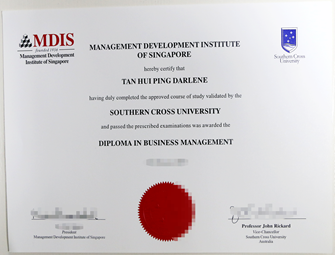 MDIS
founded 1956
Management Development
Institute of Singapore
Southern Cross
University
MANAGEMENT DEVELOPMENT INSTITUTE
OF SINGAPORE
hereby certify that
TAN HUI PING DARLENE
having duly completed the approved course of study validated by the
SOUTHERN CROSS UNIVERSITY
and passed the prescribed examinations was awarded the
DIPLOMA IN BUSINESS MANAGEMENT
President
Management Development Institute of Singapore
Professor John Rickard
Vice-Chancellor
Southern Cross University
Australia